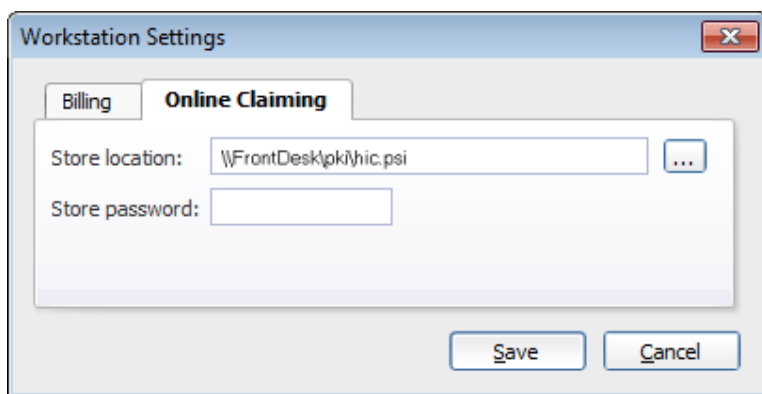 Workstation Settings
Billing Online Claiming
Store location: \\FrontDesk\pki\hic.psi ...
Store password:
Save Cancel